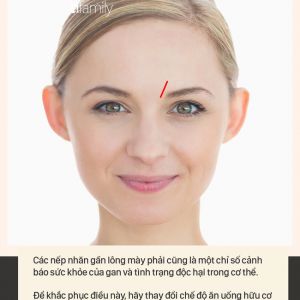 family
Các nếp nhăn gần lông mày phải cũng là một chỉ số cảnh
báo sức khỏe của gan và tình trạng độc hại trong cơ thể.
Để khắc phục điều này, hãy thay đổi chế độ ăn uống hữu cơ